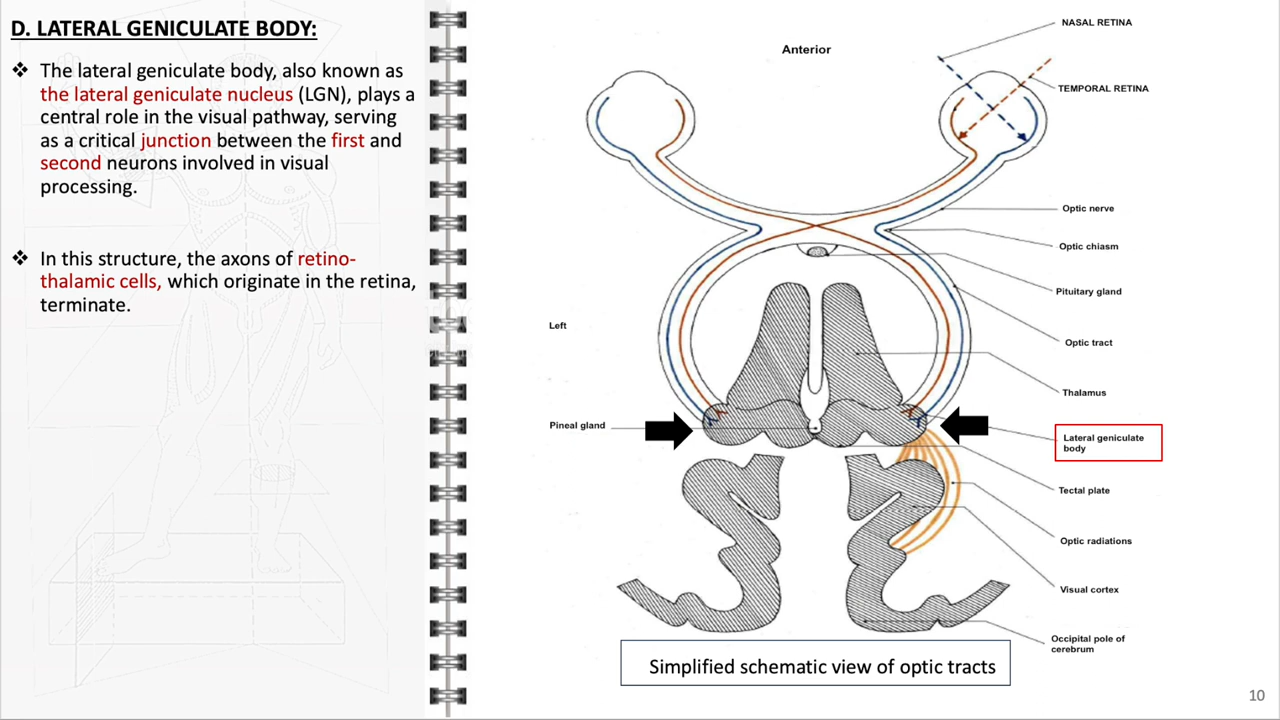 D. LATERAL GENICULATE BODY:
❖ The lateral geniculate body, also known as
the lateral geniculate nucleus (LGN), plays a
central role in the visual pathway, serving
as a critical junction between the first and
second neurons involved in visual
processing.
❖ In this structure, the axons of retino-
thalamic cells, which originate in the retina,
terminate.
NASAL RETINA
Anterior
TEMPORAL RETINA
Optic nerve
Optic chiasm
Pituitary gland
Left
Optic tract
Thalamus
Pineal gland
Lateral geniculate
body
Tectal plate
Optic radiations
Visual cortex
Occipital pole of
cerebrum
Simplified schematic view of optic tracts
10